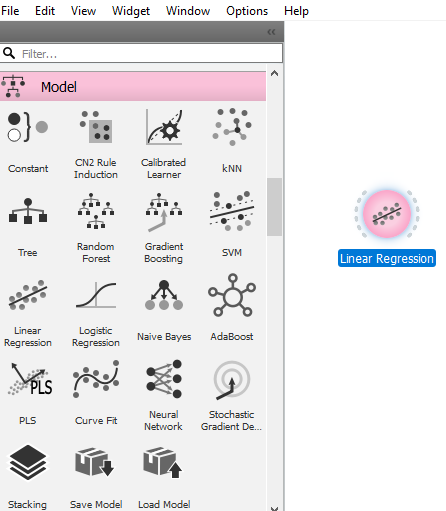 File Edit View Widget Window Options Help
Filter...
Model
Constant
CN2 Rule
Induction
Calibrated
Learner
kNN
Tree
Random
Forest
Gradient
Boosting
SVM
Linear
Regression
Logistic
Regression
Naive Bayes
AdaBoost
PLS
PLS
Curve Fit
Neural
Network
Stochastic
Gradient De...
Stacking
Save Model
Load Model
Linear Regression